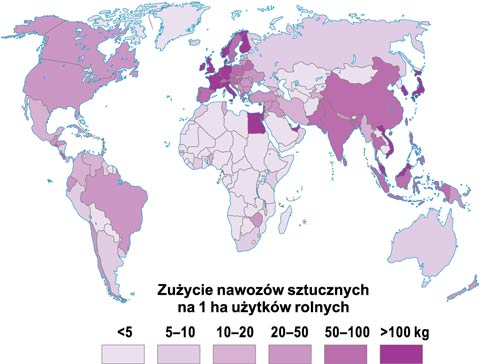 Zużycie nawozów sztucznych
na 1 ha użytków rolnych
<5 5–10 10–20 20–50 50–100 >100 kg